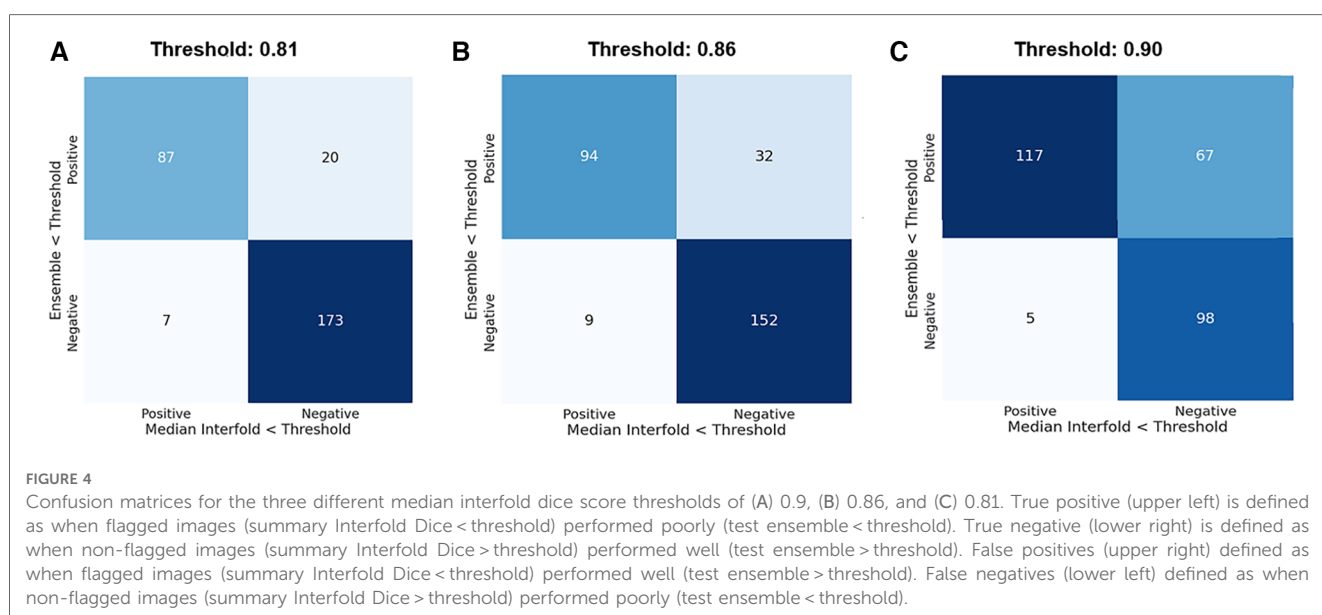 A Threshold: 0.81
Ensemble < Threshold
Positive
Negative
87 20
7 173
Positive Negative
Median Interfold < Threshold
B Threshold: 0.86
Ensemble < Threshold
Positive
Negative
94 32
9 152
Positive Negative
Median Interfold < Threshold
C Threshold: 0.90
Ensemble < Threshold
Positive
Negative
117 67
5 98
Positive Negative
Median Interfold < Threshold
FIGURE 4
Confusion matrices for the three different median interfold dice score thresholds of (A) 0.9, (B) 0.86, and (C) 0.81. True positive (upper left) is defined
as when flagged images (summary Interfold Dice < threshold) performed poorly (test ensemble < threshold). True negative (lower right) is defined as
when non-flagged images (summary Interfold Dice > threshold) performed well (test ensemble > threshold). False positives (upper right) defined as
when flagged images (summary Interfold Dice < threshold) performed well (test ensemble > threshold). False negatives (lower left) defined as when
non-flagged images (summary Interfold Dice > threshold) performed poorly (test ensemble < threshold).